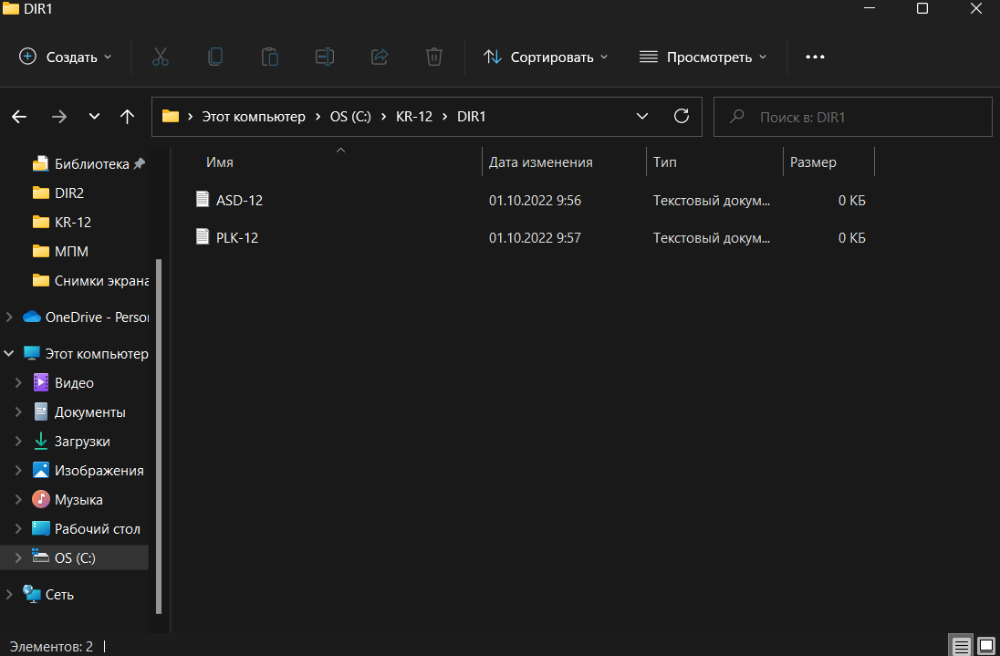 DIR1
Создать
Сортировать
Просмотреть
Этот компьютер
OS (C:)
KR-12
DIR1
Поиск в: DIR1
Имя
Дата изменения
Тип
Размер
ASD-12
01.10.2022 9:56
Текстовый докум...
0 КБ
PLK-12
01.10.2022 9:57
Текстовый докум...
0 КБ
Библиотека
DIR2
KR-12
МПМ
Снимки экрана
OneDrive - Person
Этот компьютер
Видео
Документы
Загрузки
Изображения
Музыка
Рабочий стол
OS (C:)
Сеть
Элементов: 2